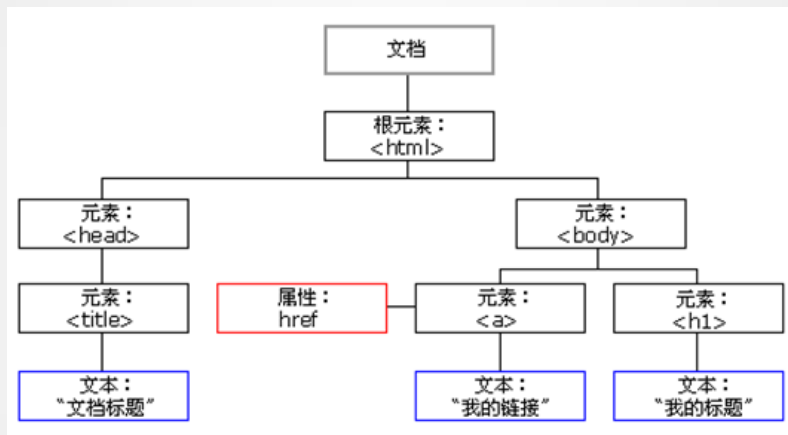 文档
根元素：
<html>
元素：
<head>
元素：
<body>
元素：
<title>
属性：
href
元素：
<a>
元素：
<h1>
文本：
“文档标题”
文本：
“我的链接”
文本：
“我的标题”